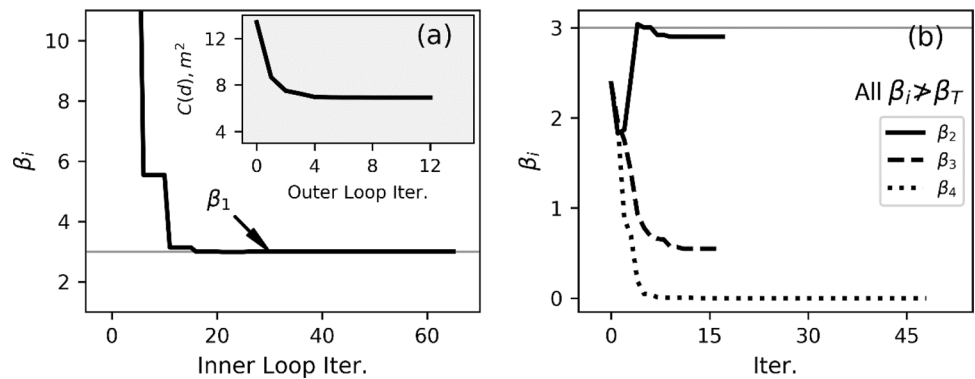 (a)
10
8
6
4
2
βi
0
20
40
60
Inner Loop Iter.
β1
12
8
4
C(d), m²
0
4
8
12
Outer Loop Iter.
(b)
3
2
1
0
βi
All βi ≯ βT
β2
β3
β4
0
15
30
45
Iter.